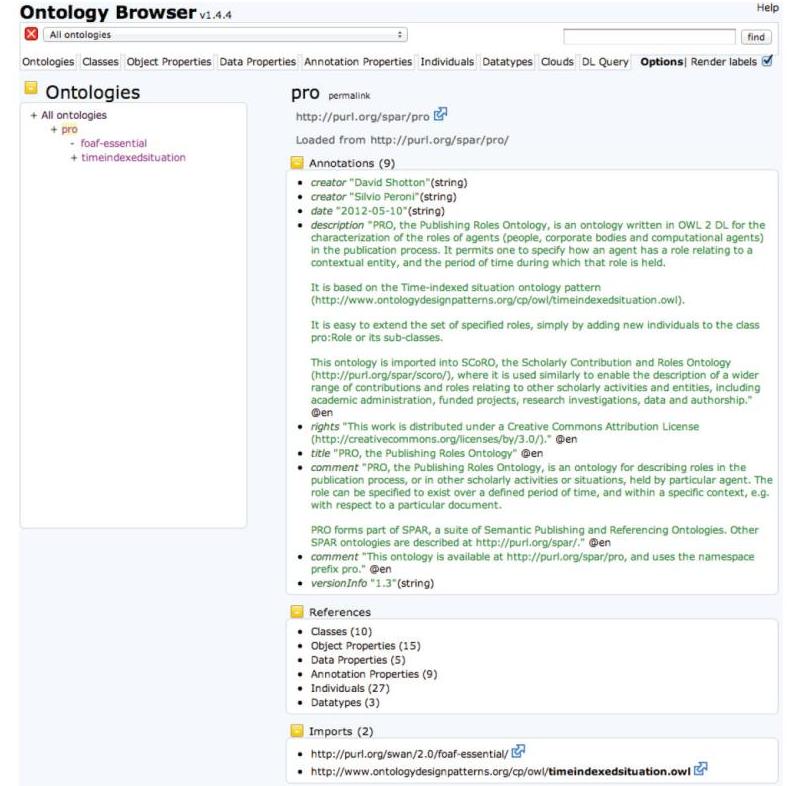 Ontology Browser v1.4.4
Help
All ontologies
find
Ontologies Classes Object Properties Data Properties Annotation Properties Individuals Datatypes Clouds DL Query Options| Render labels
Ontologies
+ All ontologies
+ pro
- foaf-essential
+ timeindexedsituation
pro permalink
http://purl.org/spar/pro
Loaded from http://purl.org/spar/pro/
Annotations (9)
• creator "David Shotton"(string)
• creator "Silvio Peroni"(string)
• date "2012-05-10"(string)
• description "PRO, the Publishing Roles Ontology, is an ontology written in OWL 2 DL for the
characterization of the roles of agents (people, corporate bodies and computational agents)
in the publication process. It permits one to specify how an agent has a role relating to a
contextual entity, and the period of time during which that role is held.
It is based on the Time-indexed situation ontology pattern
(http://www.ontologydesignpatterns.org/cp/owl/timeindexedsituation.owl).
It is easy to extend the set of specified roles, simply by adding new individuals to the class
pro:Role or its sub-classes.
This ontology is imported into SCoRO, the Scholarly Contribution and Roles Ontology
(http://purl.org/spar/scoro/), where it is used similarly to enable the description of a wider
range of contributions and roles relating to other scholarly activities and entities, including
academic administration, funded projects, research investigations, data and authorship."
@en
• rights "This work is distributed under a Creative Commons Attribution License
(http://creativecommons.org/licenses/by/3.0/)." @en
• title "PRO, the Publishing Roles Ontology" @en
• comment "PRO, the Publishing Roles Ontology, is an ontology for describing roles in the
publication process, or in other scholarly activities or situations, held by particular agent. The
role can be specified to exist over a defined period of time, and within a specific context, e.g.
with respect to a particular document.
PRO forms part of SPAR, a suite of Semantic Publishing and Referencing Ontologies. Other
SPAR ontologies are described at http://purl.org/spar/." @en
• comment "This ontology is available at http://purl.org/spar/pro, and uses the namespace
prefix pro." @en
• versionInfo "1.3"(string)
References
• Classes (10)
• Object Properties (15)
• Data Properties (5)
• Annotation Properties (9)
• Individuals (27)
• Datatypes (3)
Imports (2)
• http://purl.org/swan/2.0/foaf-essential/
• http://www.ontologydesignpatterns.org/cp/owl/timeindexedsituation.owl